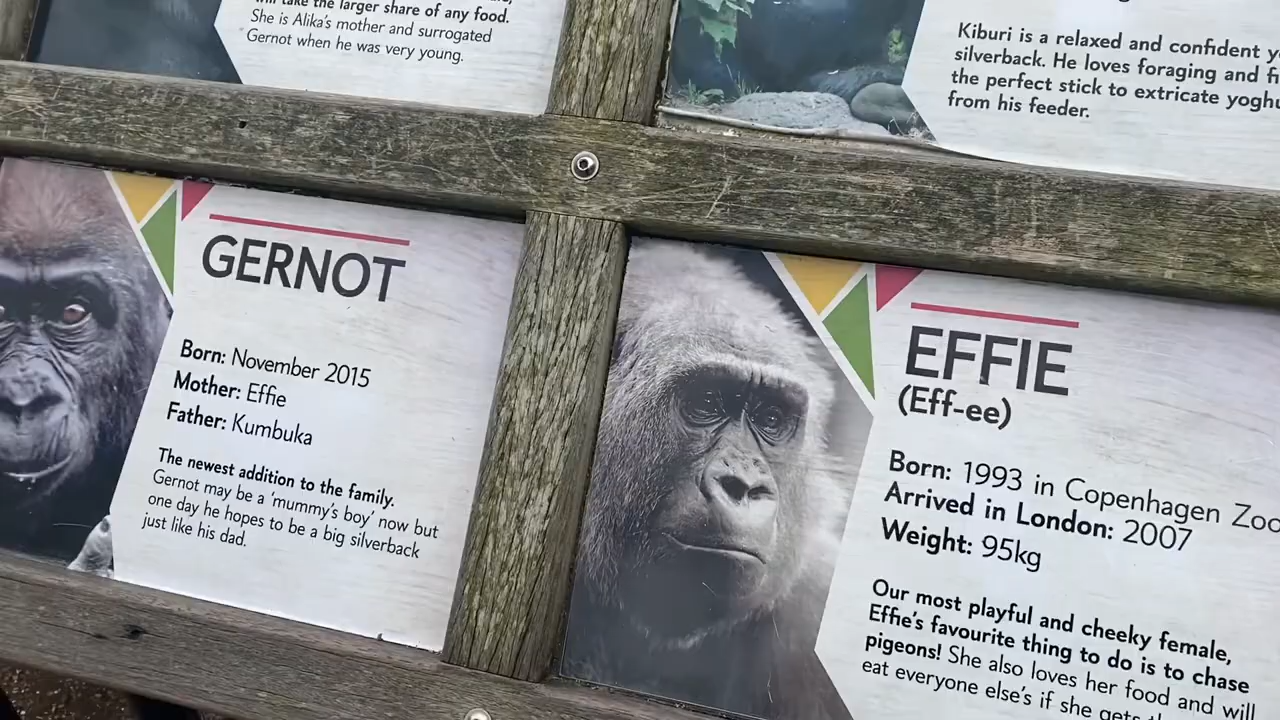 take the larger share of any food.
She is Alika's mother and surrogated
Gernot when he was very young.
Kiburi is a relaxed and confident
silverback. He loves foraging and
the perfect stick to extricate
from his feeder.
GERNOT
Born: November 2015
Mother: Effie
Father: Kumbuka
The newest addition to the family.
Gernot may be a 'mummy's boy' now but
one day he hopes to be a big silverback
just like his dad.
EFFIE
(Eff-ee)
Born: 1993 in Copenhagen Zoo
Arrived in London: 2007
Weight: 95kg
Our most playful and cheeky female,
Effie's favourite thing to do is to chase
pigeons! She also loves her food and will
eat everyone else's if she gets